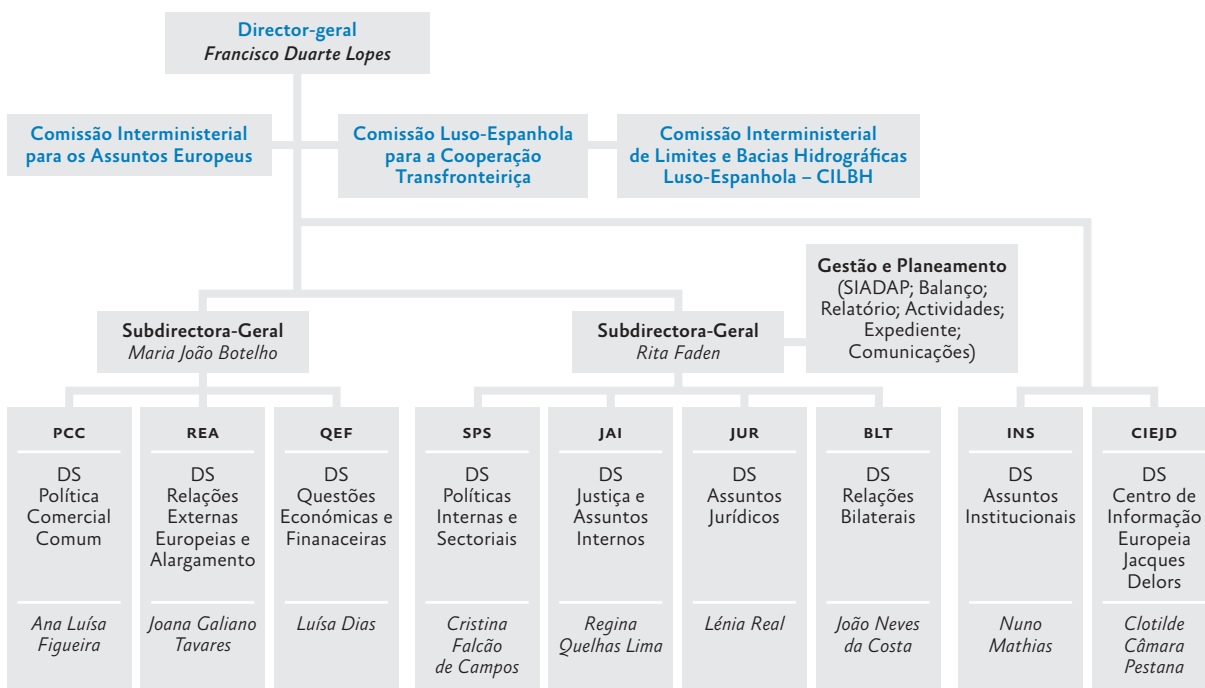 Director-geral
Francisco Duarte Lopes
Comissão Interministerial
para os Assuntos Europeus
Comissão Luso-Espanhola
para a Cooperação
Transfronteiriça
Comissão Interministerial
de Limites e Bacias Hidrográficas
Luso-Espanhola – CILBH
Gestão e Planeamento
(SIADAP; Balanço;
Relatório; Actividades;
Expediente;
Comunicações)
Subdirectora-Geral
Maria João Botelho
Subdirectora-Geral
Rita Faden
PCC
DS
Política
Comercial
Comum
Ana Luísa
Figueira
REA
DS
Relações
Externas
Europeias e
Alargamento
Joana Galiano
Tavares
QEF
DS
Questões
Económicas e
Finanaceiras
Luísa Dias
SPS
DS
Políticas
Internas e
Sectoriais
Cristina
Falcão
de Campos
JAI
DS
Justiça e
Assuntos
Internos
Regina
Quelhas Lima
JUR
DS
Assuntos
Jurídicos
Lénia Real
BLT
DS
Relações
Bilaterais
João Neves
da Costa
INS
DS
Assuntos
Institucionais
Nuno
Mathias
CIEJD
DS
Centro de
Informação
Europeia
Jacques
Delors
Clotilde
Câmara
Pestana